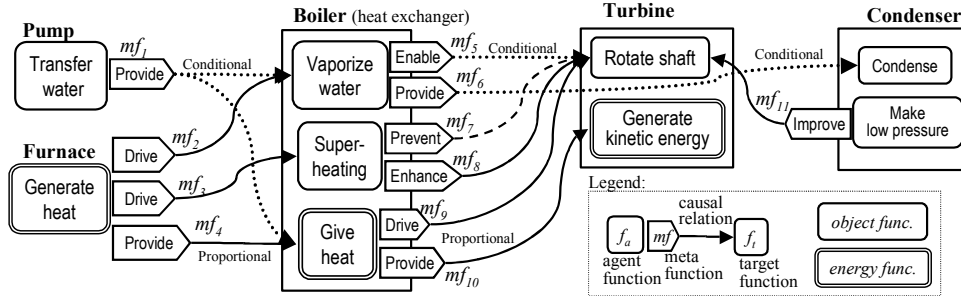 Pump
Transfer
water
mf1
Provide
Conditional
Furnace
Generate
heat
Drive
mf2
Drive
mf3
Provide
mf4
Proportional
Boiler (heat exchanger)
Vaporize
water
Enable
mf5
Conditional
Provide
mf6
Super-
heating
Prevent
mf7
Enhance
mf8
Give
heat
Drive
mf9
Proportional
Provide
mf10
Turbine
Rotate shaft
Generate
kinetic energy
Conditional
Condenser
Condense
mf11
Improve
Make
low pressure
Legend:
causal
relation
fa
mf
ft
agent
function
meta
function
target
function
object func.
energy func.